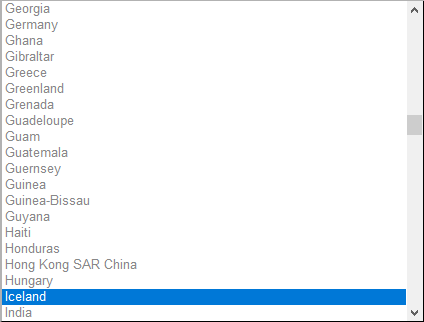 Georgia
Germany
Ghana
Gibraltar
Greece
Greenland
Grenada
Guadeloupe
Guam
Guatemala
Guernsey
Guinea
Guinea-Bissau
Guyana
Haiti
Honduras
Hong Kong SAR China
Hungary
Iceland
India